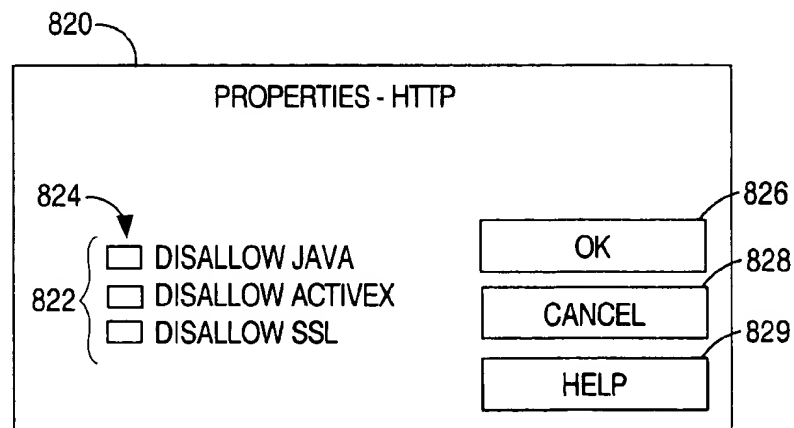 820
PROPERTIES - HTTP
824
826
DISALLOW JAVA
OK
828
822
DISALLOW ACTIVEX
CANCEL
DISALLOW SSL
829
HELP